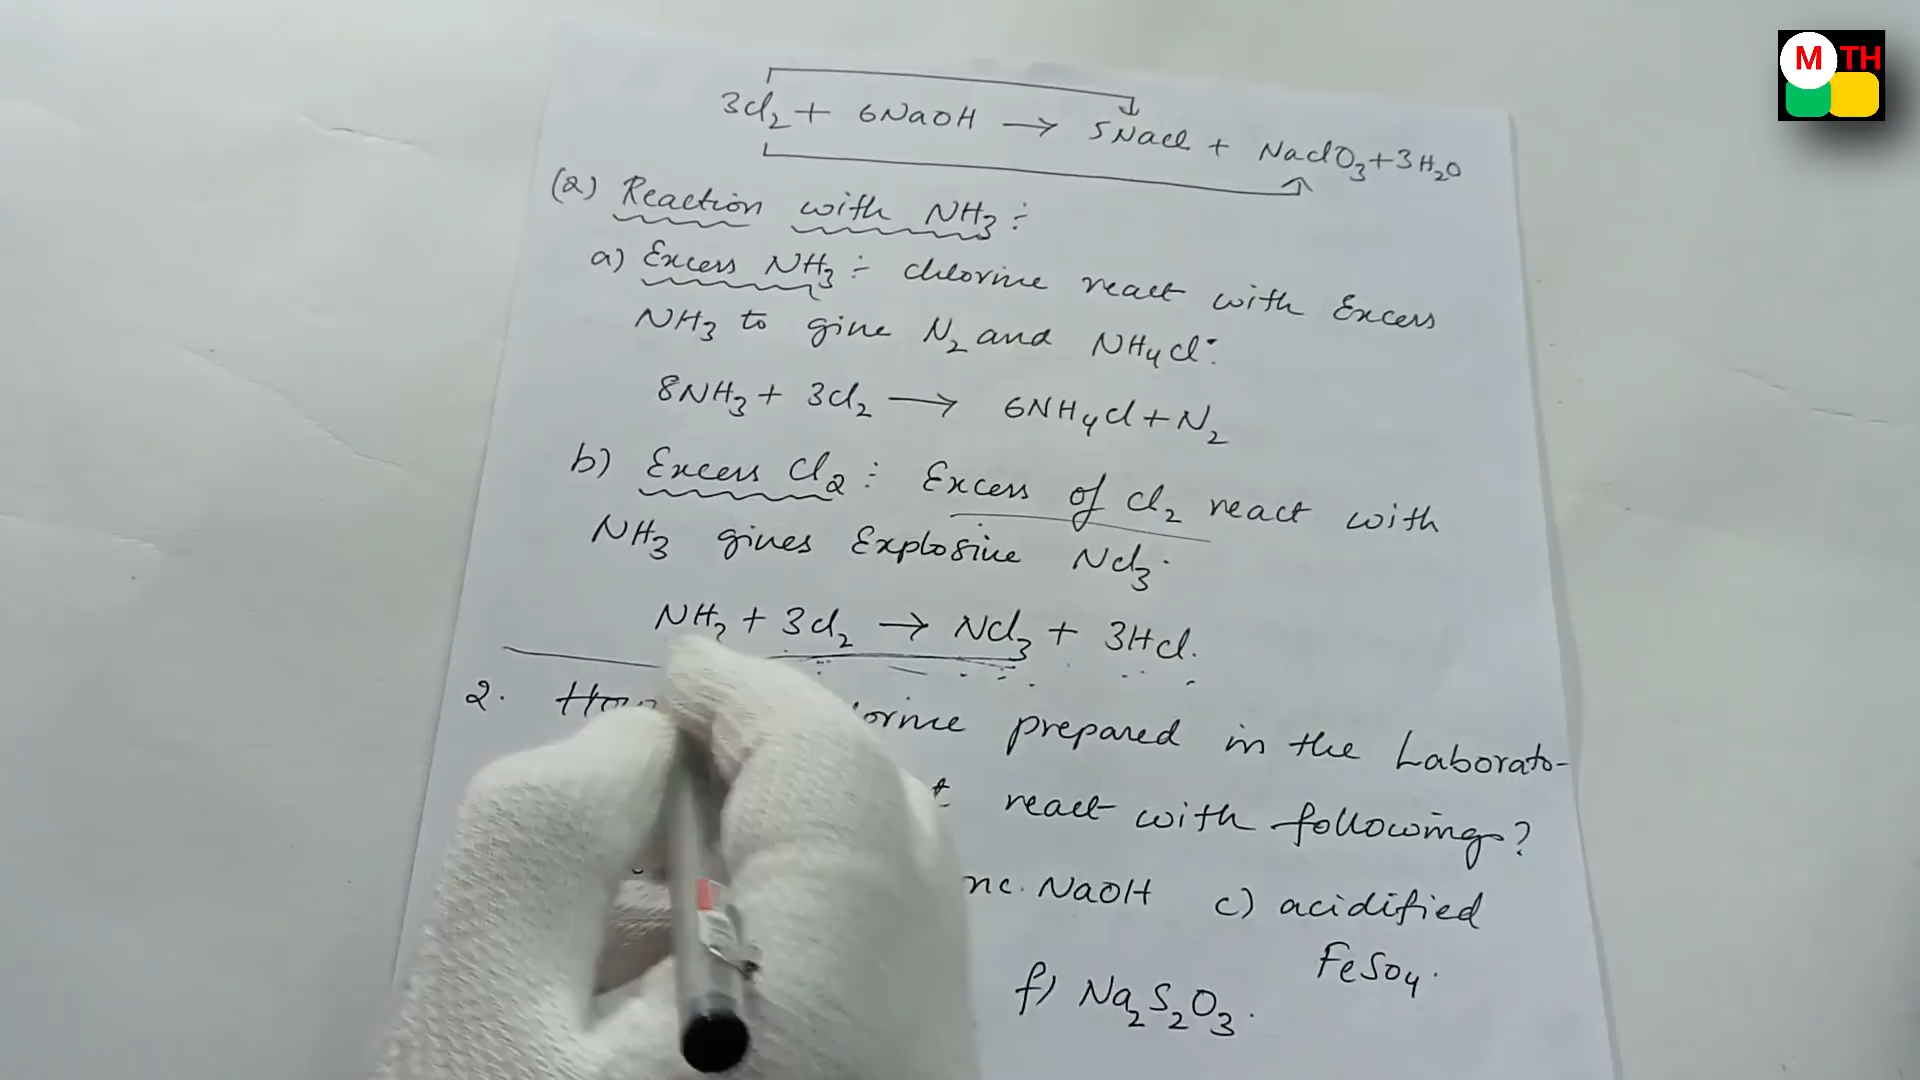 M TH
3Cl2 + 6NaOH → 5NaCl + NaClO3 + 3H2O
(2) Reaction with NH3 :-
a) Excess NH3 :- chlorine react with Excess
NH3 to give N2 and NH4Cl.
8NH3 + 3Cl2 → 6NH4Cl + N2
b) Excess Cl2 : Excess of Cl2 react with
NH3 gives Explosive NCl3.
NH3 + 3Cl2 → NCl3 + 3HCl.
2. prepared in the Laborato-
react with followings?
NaOH c) acidified
FeSO4.
f) Na2S2O3.